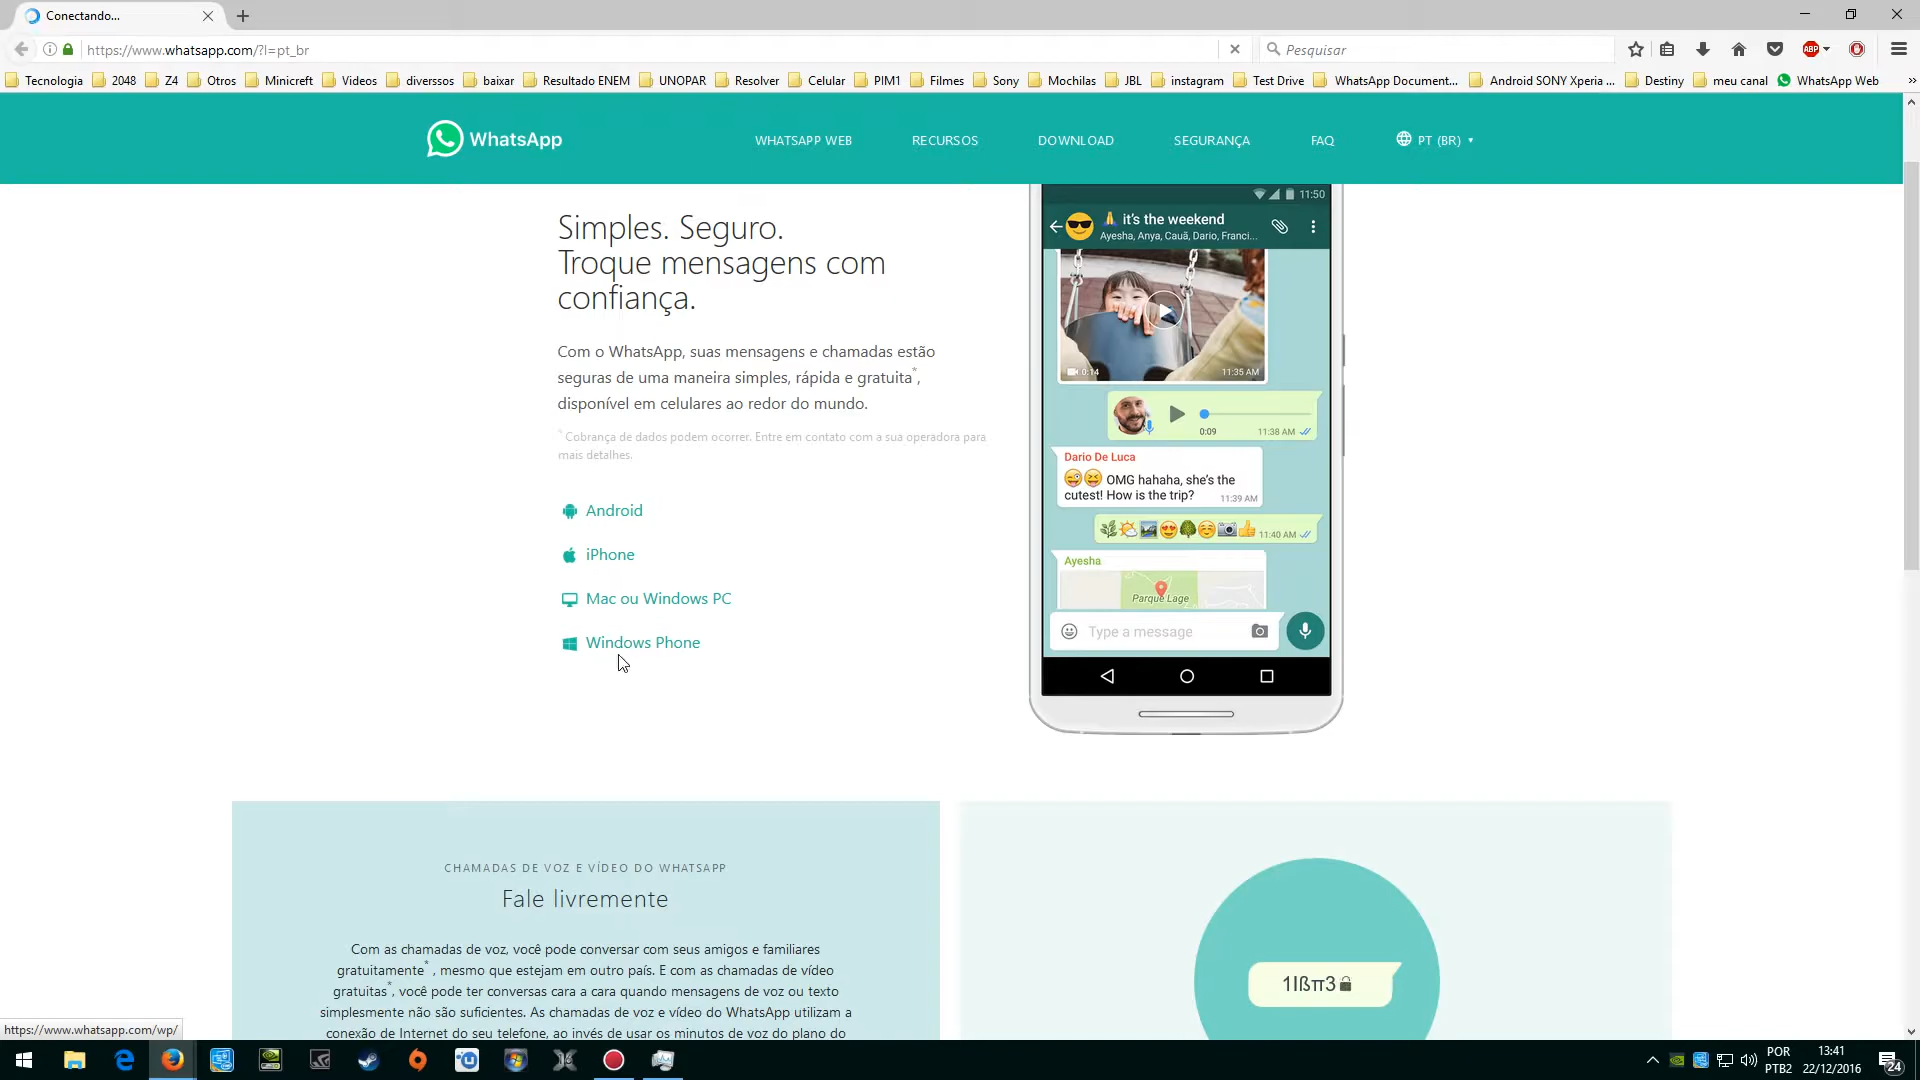 Conectando...
https://www.whatsapp.com/?l=pt_br
Pesquisar
ABP
Tecnologia 2048 Z4 Otros Minicreft Videos diverssos baixar Resultado ENEM UNOPAR Resolver Celular PIM1 Filmes Sony Mochilas JBL instagram Test Drive WhatsApp Document... Android SONY Xperia ... Destiny meu canal WhatsApp Web »
WhatsApp
WHATSAPP WEB RECURSOS DOWNLOAD SEGURANÇA FAQ PT (BR)
Simples. Seguro.
Troque mensagens com
confiança.
Com o WhatsApp, suas mensagens e chamadas estão
seguras de uma maneira simples, rápida e gratuita*,
disponível em celulares ao redor do mundo.
* Cobrança de dados podem ocorrer. Entre em contato com a sua operadora para
mais detalhes.
Android
iPhone
Mac ou Windows PC
Windows Phone
11:50
🙏 it's the weekend
Ayesha, Anya, Cauã, Dario, Franci...
0:14 11:35 AM
0:09 11:38 AM
Dario De Luca
😜😝 OMG hahaha, she's the
cutest! How is the trip? 11:39 AM
11:40 AM
Ayesha
Parque Lage
Type a message
CHAMADAS DE VOZ E VÍDEO DO WHATSAPP
Fale livremente
Com as chamadas de voz, você pode conversar com seus amigos e familiares
gratuitamente*, mesmo que estejam em outro país. E com as chamadas de vídeo
gratuitas*, você pode ter conversas cara a cara quando mensagens de voz ou texto
simplesmente não são suficientes. As chamadas de voz e vídeo do WhatsApp utilizam a
conexão de Internet do seu telefone, ao invés de usar os minutos de voz do plano do
1lßπ3
https://www.whatsapp.com/wp/
POR
PTB2
13:41
22/12/2016
24